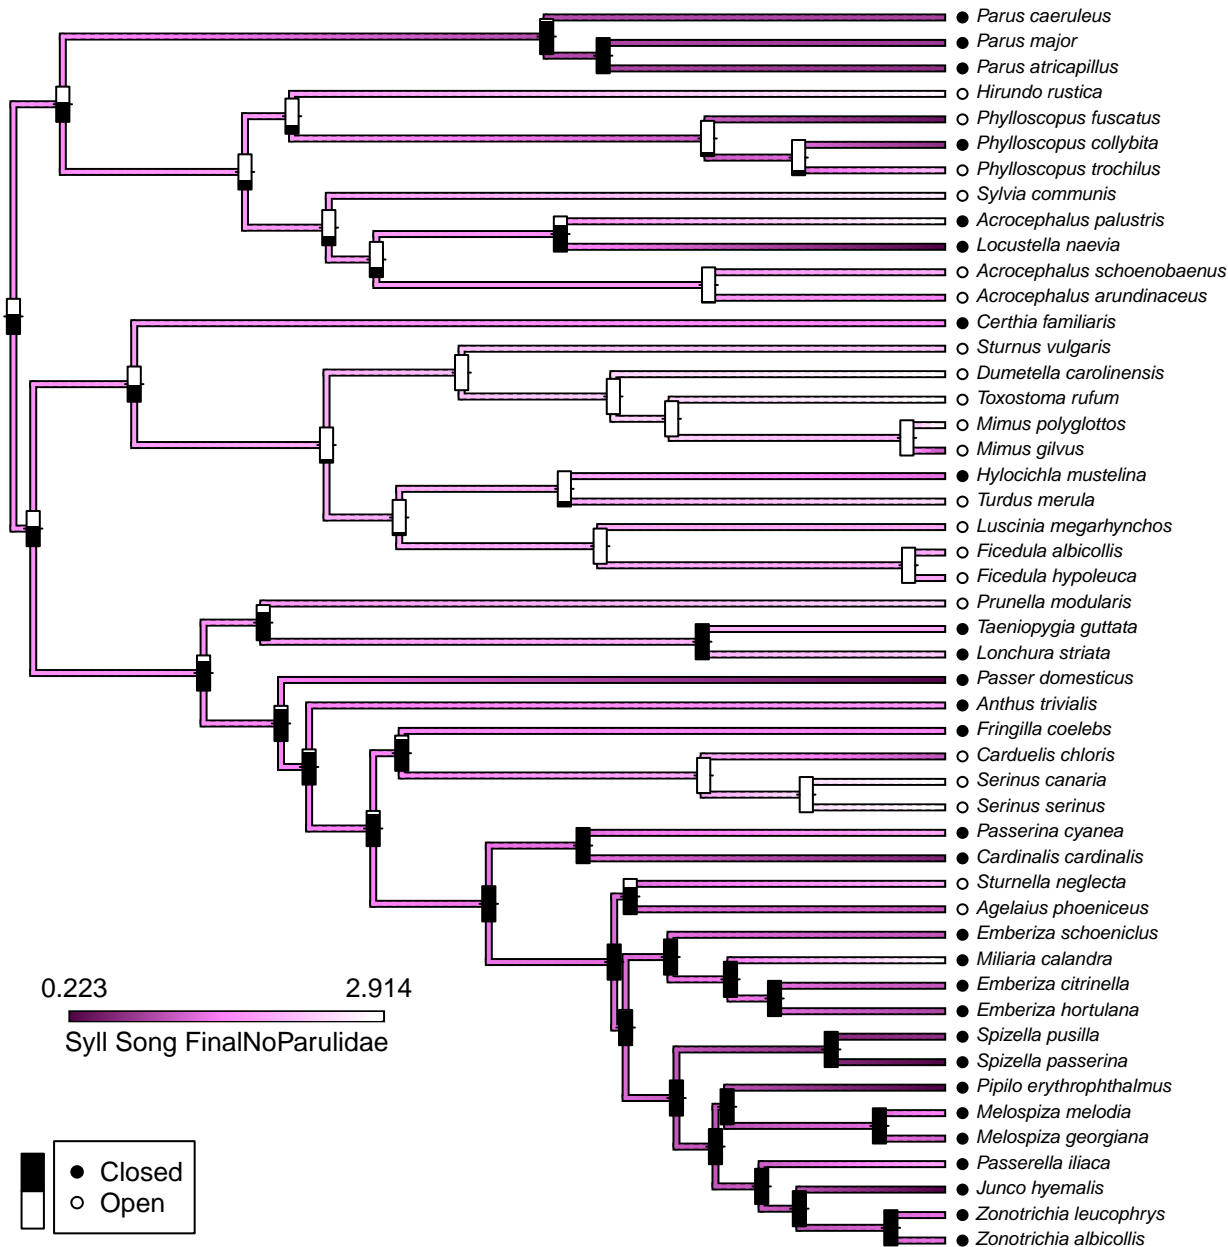 Parus caeruleus
Parus major
Parus atricapillus
Hirundo rustica
Phylloscopus fuscatus
Phylloscopus collybita
Phylloscopus trochilus
Sylvia communis
Acrocephalus palustris
Locustella naevia
Acrocephalus schoenobaenus
Acrocephalus arundinaceus
Certhia familiaris
Sturnus vulgaris
Dumetella carolinensis
Toxostoma rufum
Mimus polyglottos
Mimus gilvus
Hylocichla mustelina
Turdus merula
Luscinia megarhynchos
Ficedula albicollis
Ficedula hypoleuca
Prunella modularis
Taeniopygia guttata
Lonchura striata
Passer domesticus
Anthus trivialis
Fringilla coelebs
Carduelis chloris
Serinus canaria
Serinus serinus
Passerina cyanea
Cardinalis cardinalis
Sturnella neglecta
Agelaius phoeniceus
Emberiza schoeniclus
Miliaria calandra
Emberiza citrinella
Emberiza hortulana
Spizella pusilla
Spizella passerina
Pipilo erythrophthalmus
Melospiza melodia
Melospiza georgiana
Passerella iliaca
Junco hyemalis
Zonotrichia leucophrys
Zonotrichia albicollis
0.223 2.914
Syll Song FinalNoParulidae
Closed
Open